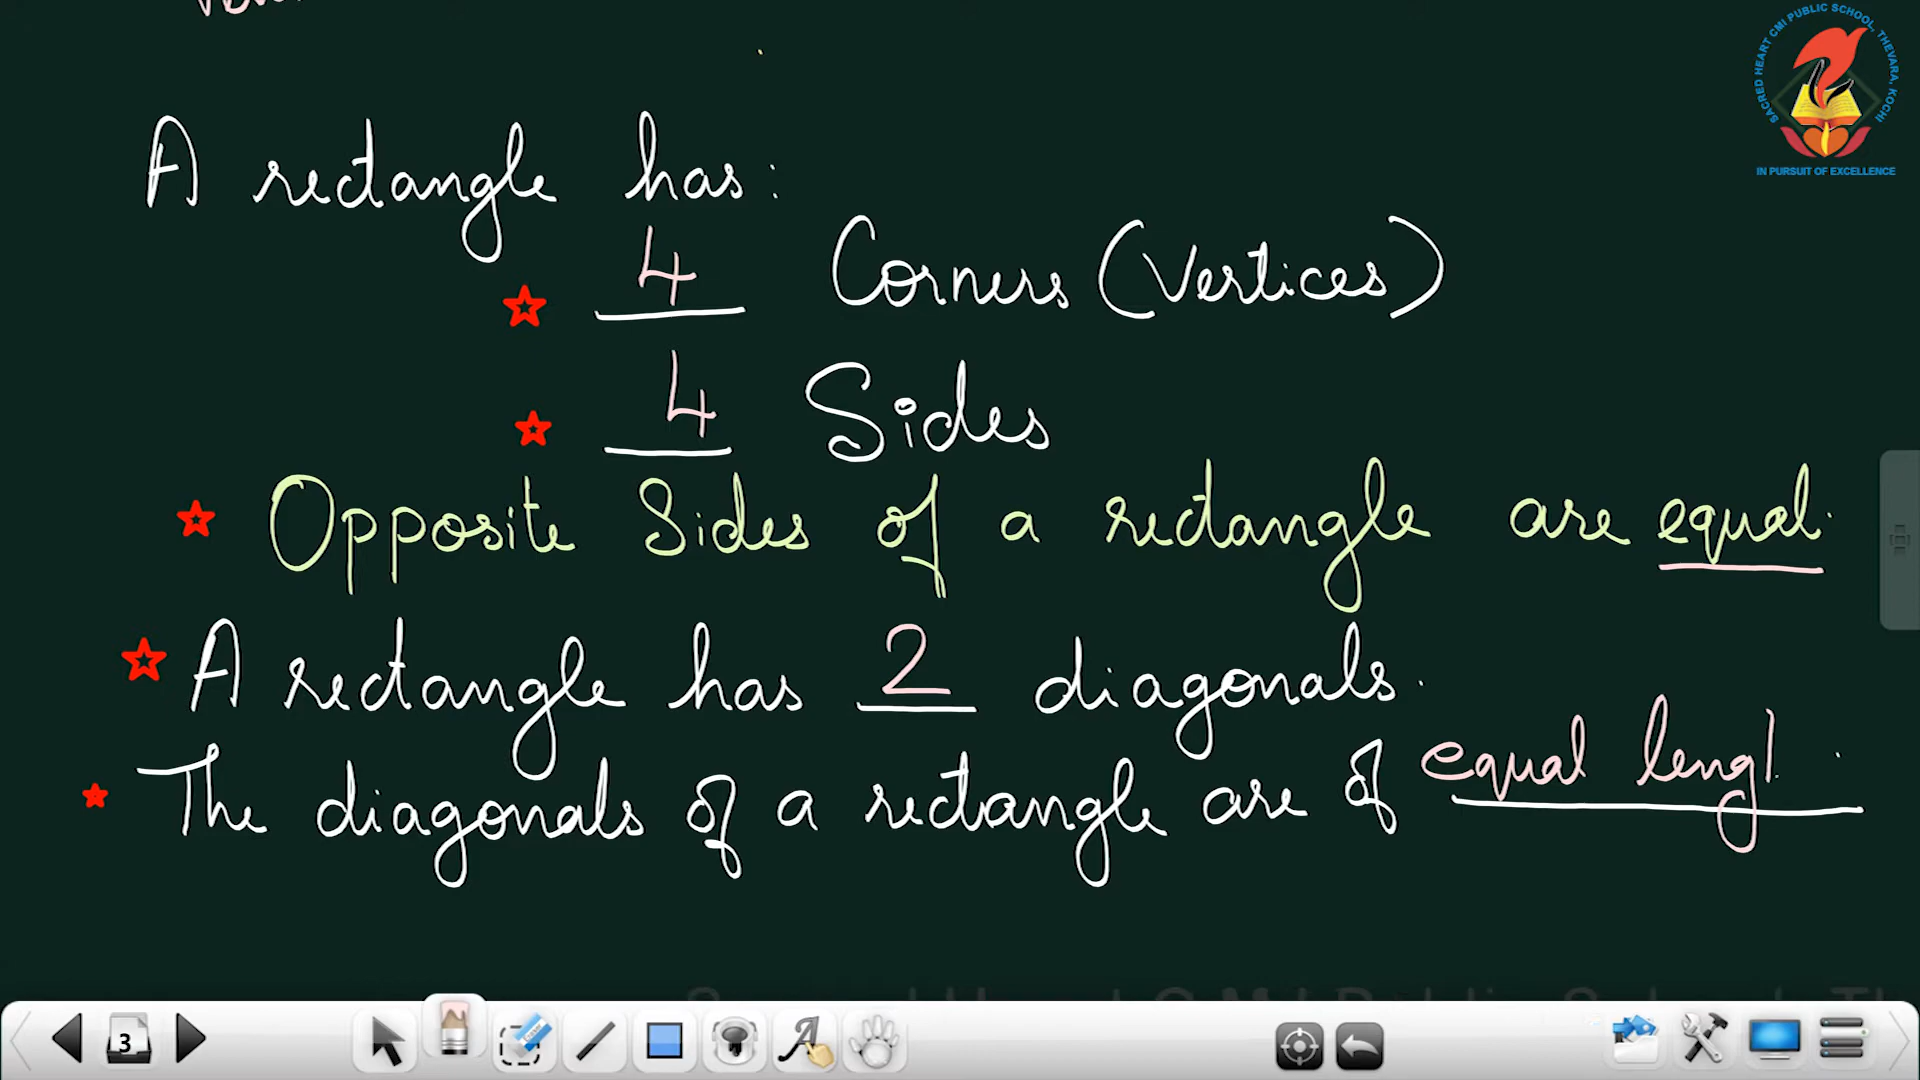 SACRED HEART CMI PUBLIC SCHOOL, THEVARA, KOCHI
IN PURSUIT OF EXCELLENCE
A rectangle has:
4 Corners (Vertices)
4 Sides
Opposite Sides of a rectangle are equal.
A rectangle has 2 diagonals.
The diagonals of a rectangle are of equal lengt .
3